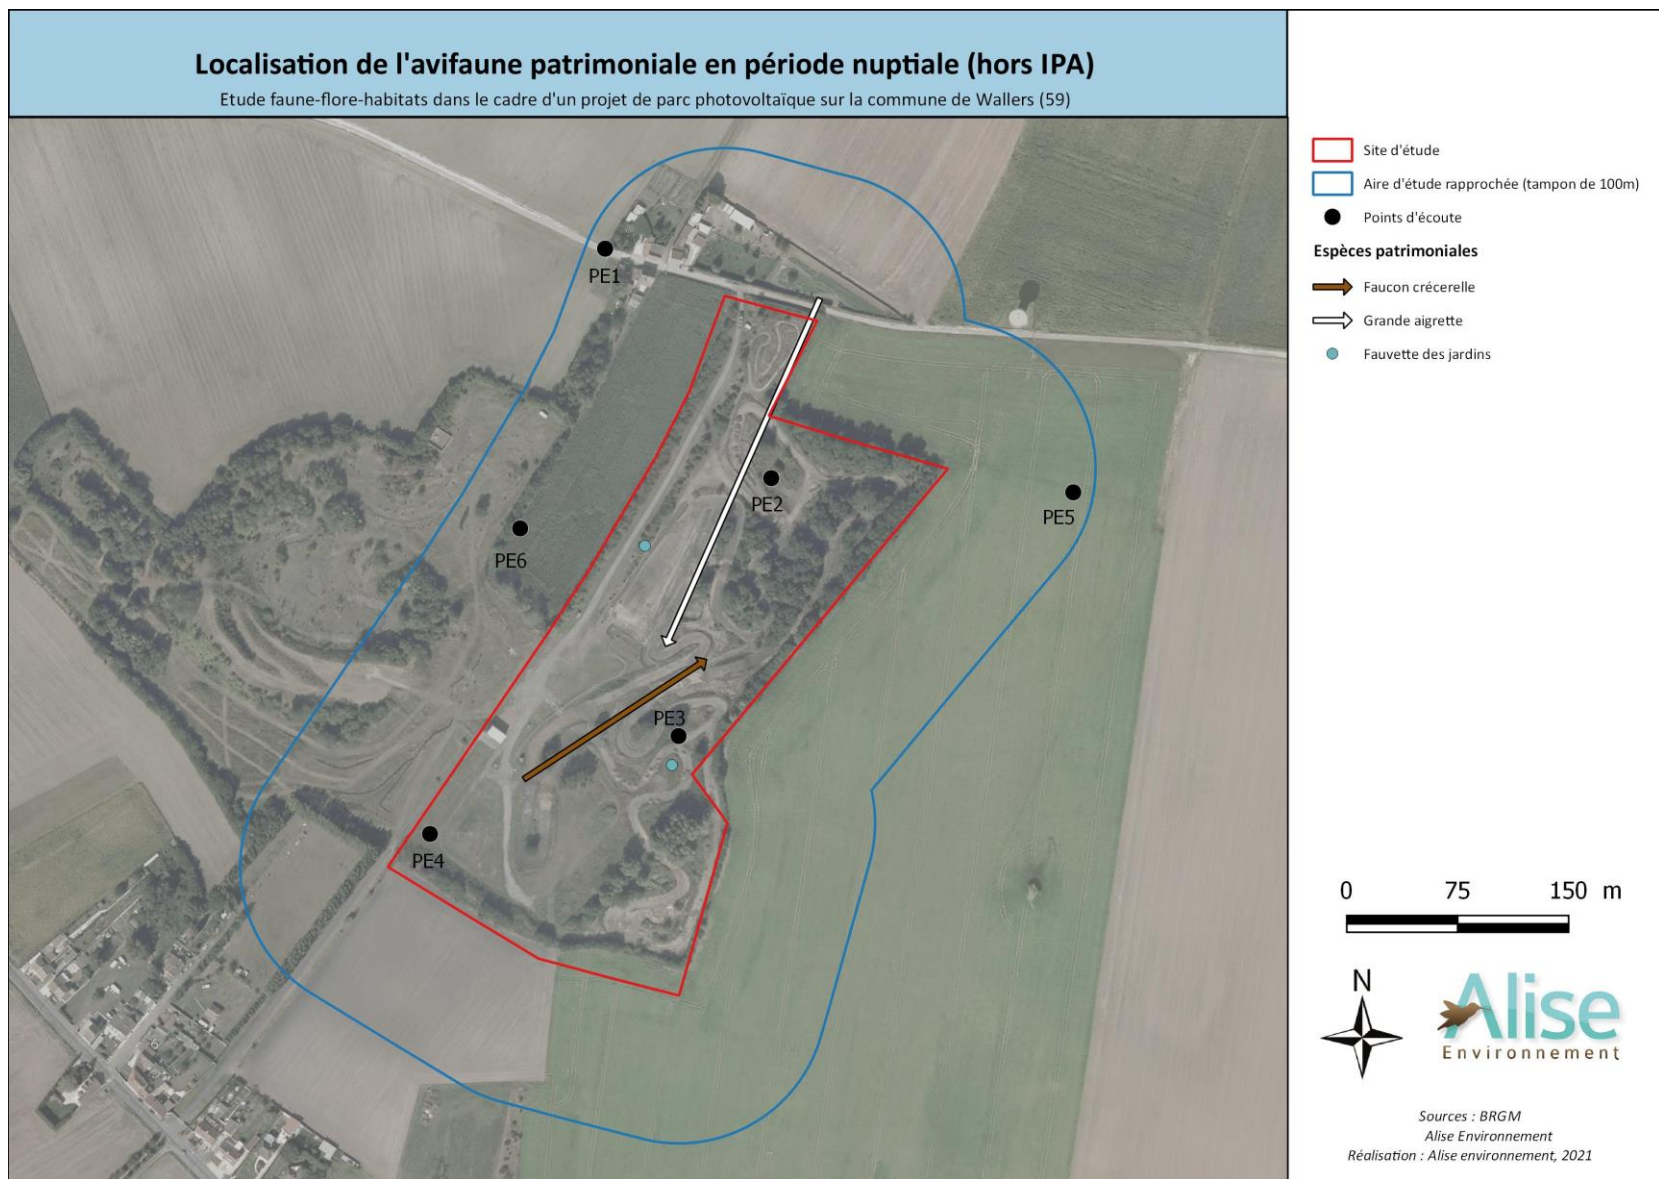 Localisation de l'avifaune patrimoniale en période nuptiale (hors IPA)
Etude faune-flore-habitats dans le cadre d'un projet de parc photovoltaïque sur la commune de Wallers (59)
Site d'étude
Aire d'étude rapprochée (tampon de 100m)
Points d'écoute
Espèces patrimoniales
Faucon crécerelle
Grande aigrette
Fauvette des jardins
PE1
PE2
PE5
PE6
PE3
PE4
0 75 150 m
N
Alise
Environnement
Sources : BRGM
Alise Environnement
Réalisation : Alise environnement, 2021